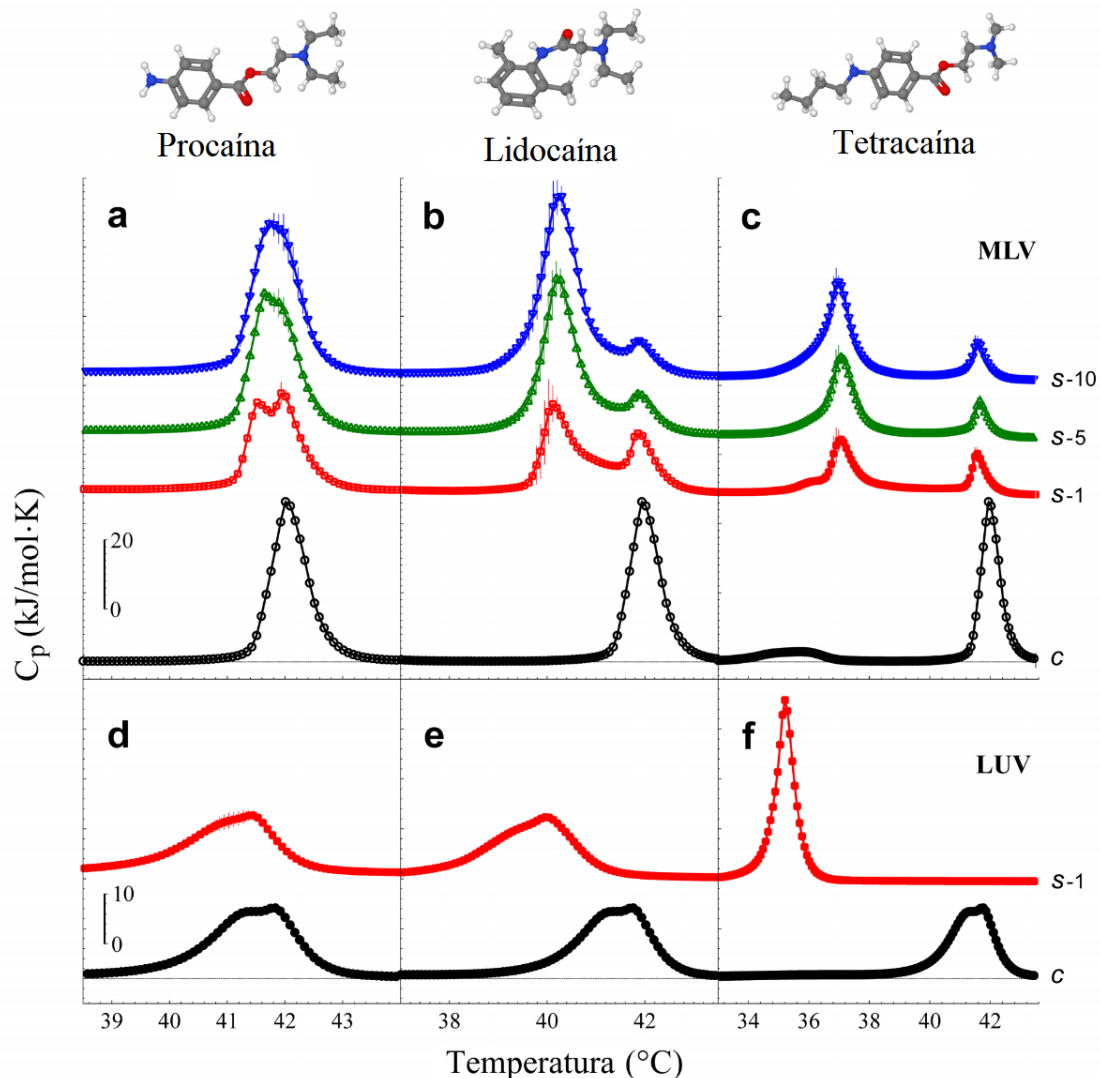 Procaína
Lidocaína
Tetracaína
a
b
c
MLV
s-10
s-5
s-1
20
0
c
C_p (kJ/mol·K)
d
e
f
LUV
s-1
10
0
c
39 40 41 42 43
38 40 42
34 36 38 40 42
Temperatura (°C)